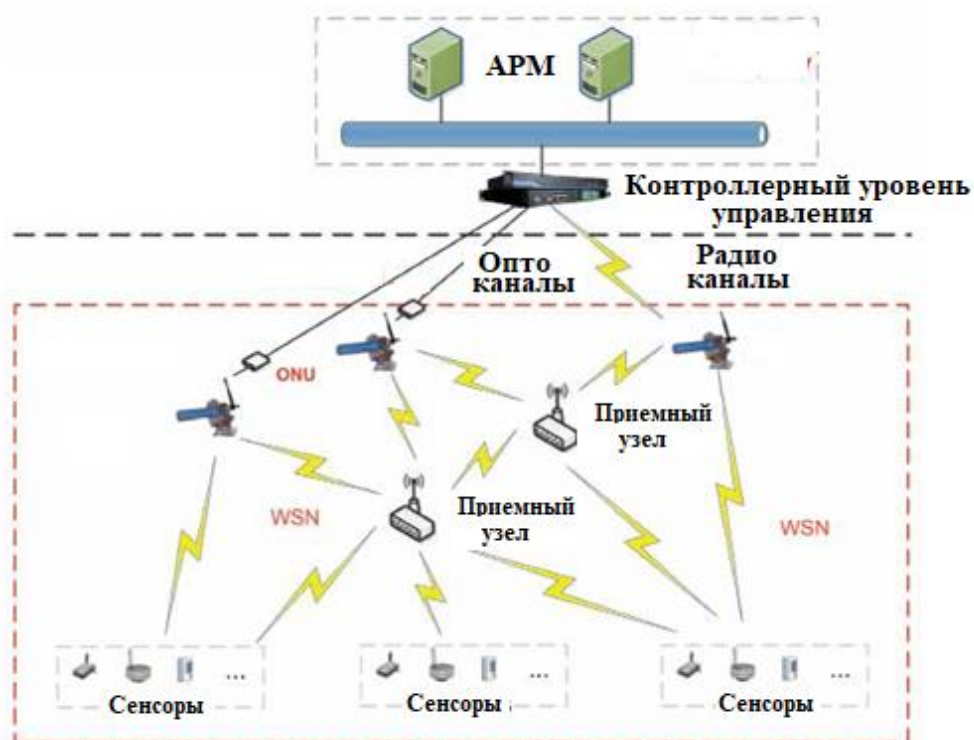 АРМ
Контроллерный уровень
управления
Опто
каналы
Радио
каналы
ONU
Приемный
узел
Приемный
узел
WSN
WSN
...
Сенсоры
...
Сенсоры
...
Сенсоры